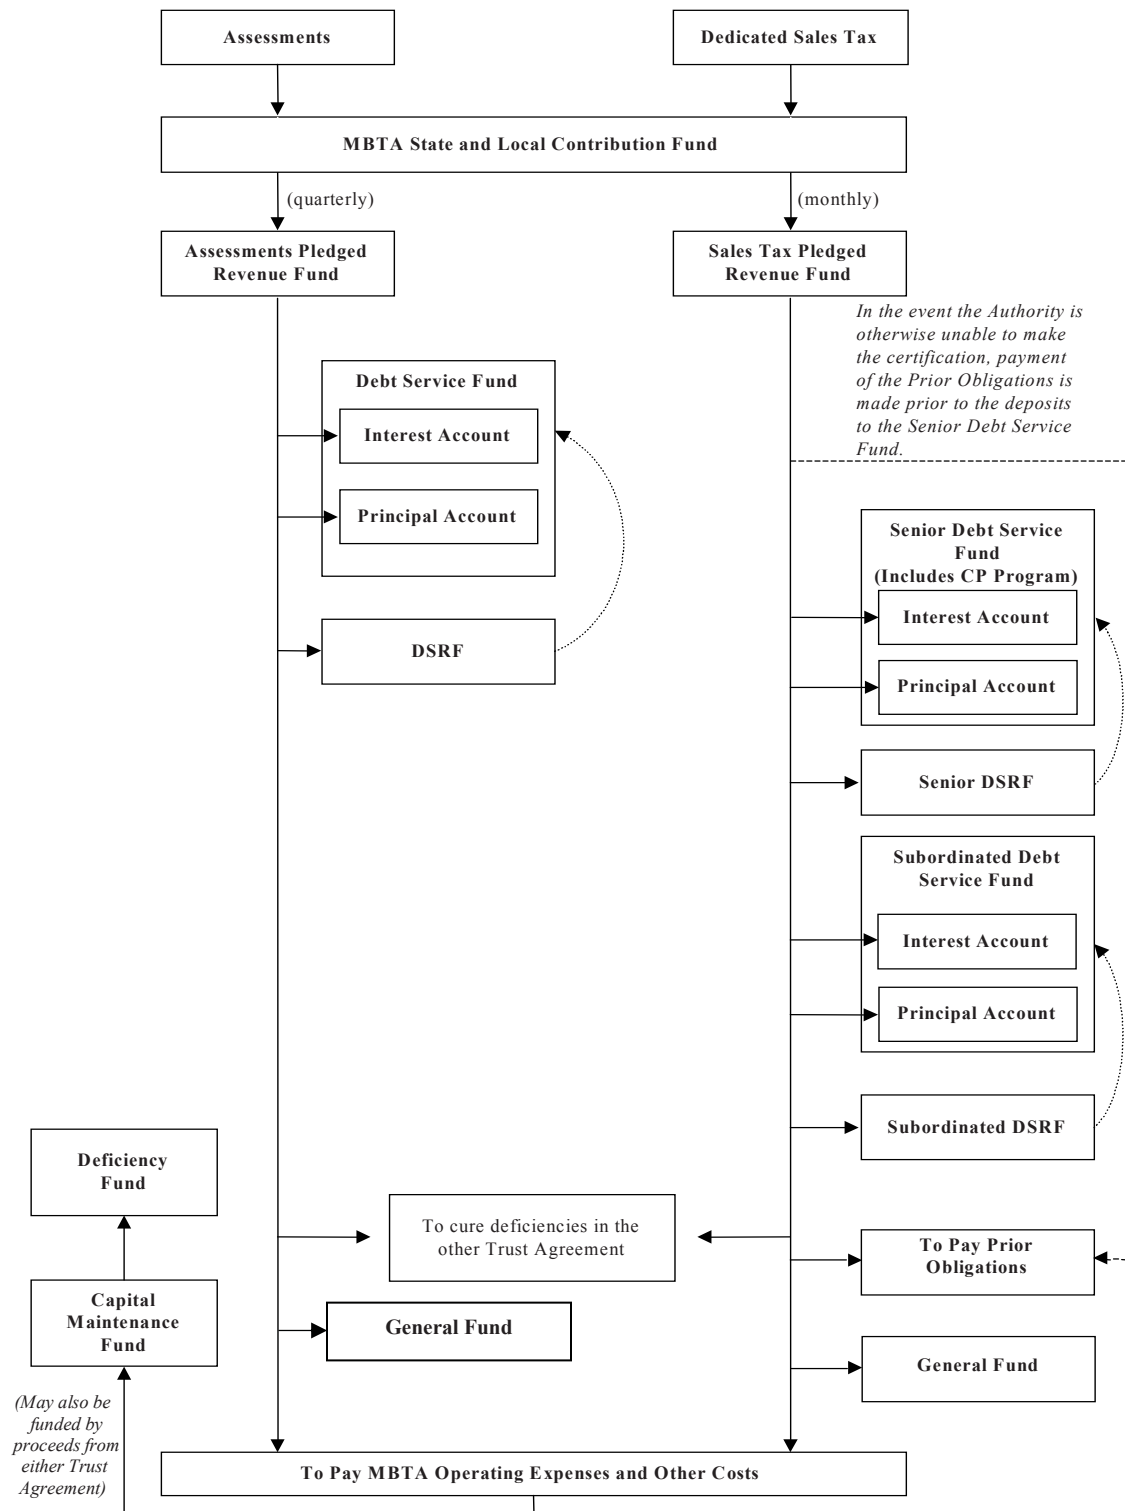 Assessments
Dedicated Sales Tax
MBTA State and Local Contribution Fund
(quarterly)
(monthly)
Assessments Pledged
Revenue Fund
Sales Tax Pledged
Revenue Fund
In the event the Authority is
otherwise unable to make
the certification, payment
of the Prior Obligations is
made prior to the deposits
to the Senior Debt Service
Fund.
Debt Service Fund
Interest Account
Principal Account
DSRF
Senior Debt Service
Fund
(Includes CP Program)
Interest Account
Principal Account
Senior DSRF
Subordinated Debt
Service Fund
Interest Account
Principal Account
Subordinated DSRF
Deficiency
Fund
To cure deficiencies in the
other Trust Agreement
To Pay Prior
Obligations
Capital
Maintenance
Fund
General Fund
General Fund
(May also be
funded by
proceeds from
either Trust
Agreement)
To Pay MBTA Operating Expenses and Other Costs